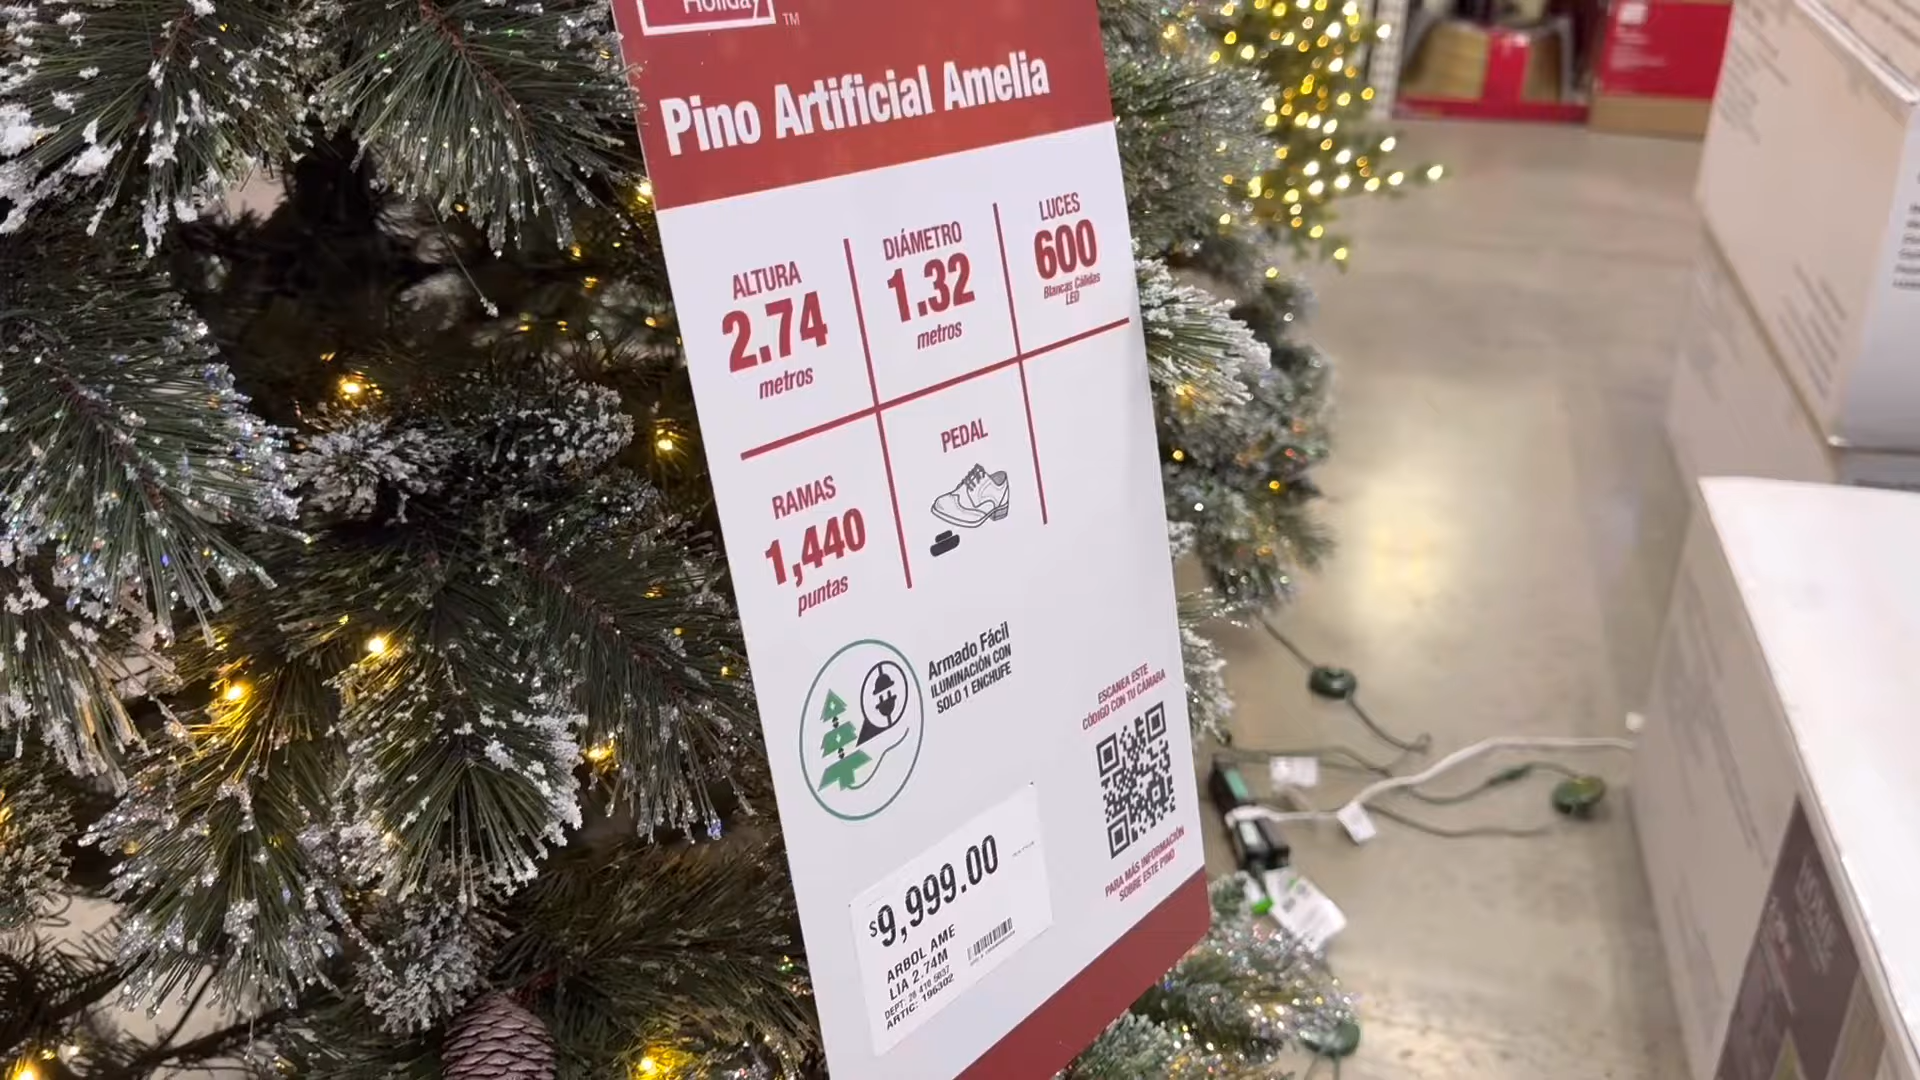 Holiday
TM
Pino Artificial Amelia
ALTURA
2.74
metros
DIÁMETRO
1.32
metros
LUCES
600
Blancas Cálidas
LED
RAMAS
1,440
puntas
PEDAL
Armado Fácil
ILUMINACIÓN CON
SOLO 1 ENCHUFE
ESCANEA ESTE
CÓDIGO CON TU CÁMARA
PARA MÁS INFORMACIÓN
SOBRE ESTE PINO
$9,999.00
ARBOL AME
LIA 2.74M
ARTIC: 196302